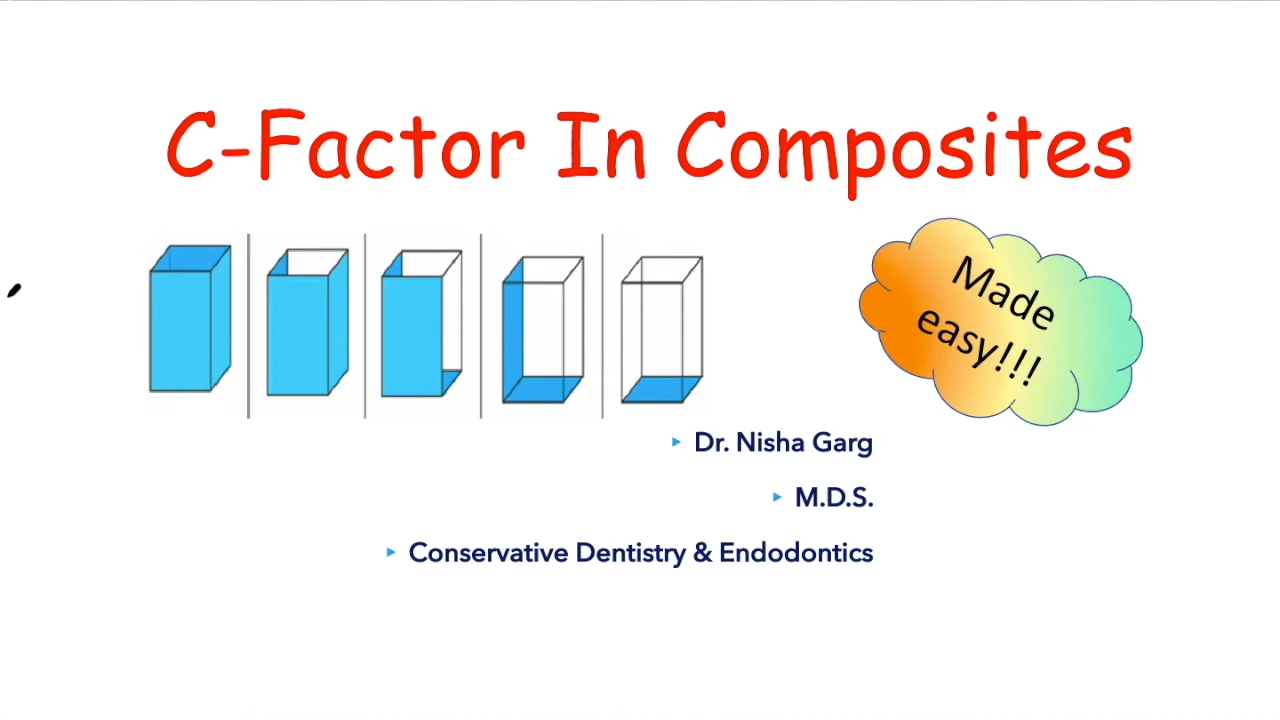 C-Factor In Composites
Made
easy!!!
Dr. Nisha Garg
M.D.S.
Conservative Dentistry & Endodontics